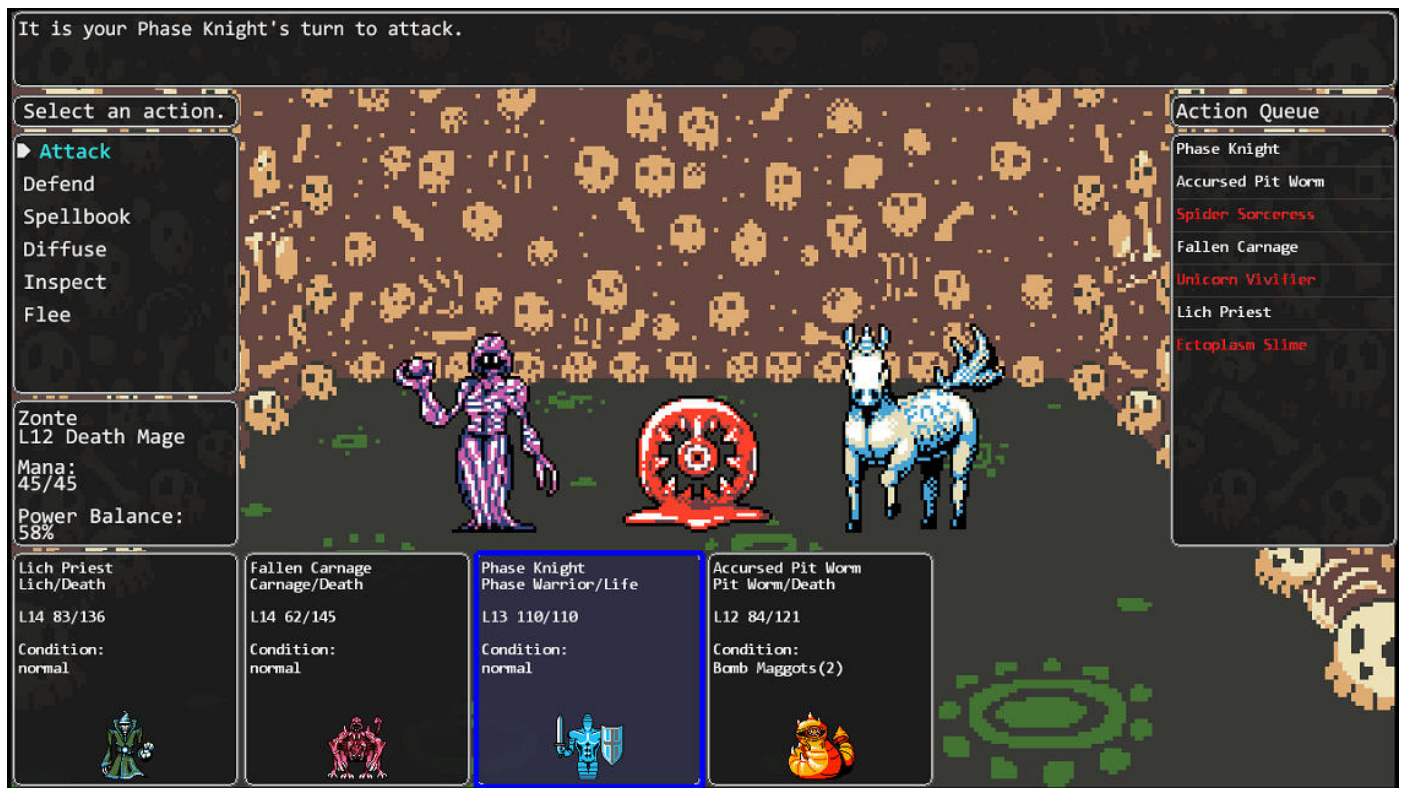 It is your Phase Knight's turn to attack.
Select an action.
Attack
Defend
Spellbook
Diffuse
Inspect
Flee
Zonte
L12 Death Mage
Mana:
45/45
Power Balance:
58%
Action Queue
Phase Knight
Accursed Pit Worm
Spider Sorceress
Fallen Carnage
Unicorn Vivifier
Lich Priest
Ectoplasm Slime
Lich Priest
Lich/Death
L14 83/136
Condition:
normal
Fallen Carnage
Carnage/Death
L14 62/145
Condition:
normal
Phase Knight
Phase Warrior/Life
L13 110/110
Condition:
normal
Accursed Pit Worm
Pit Worm/Death
L12 84/121
Condition:
Bomb Maggots(2)